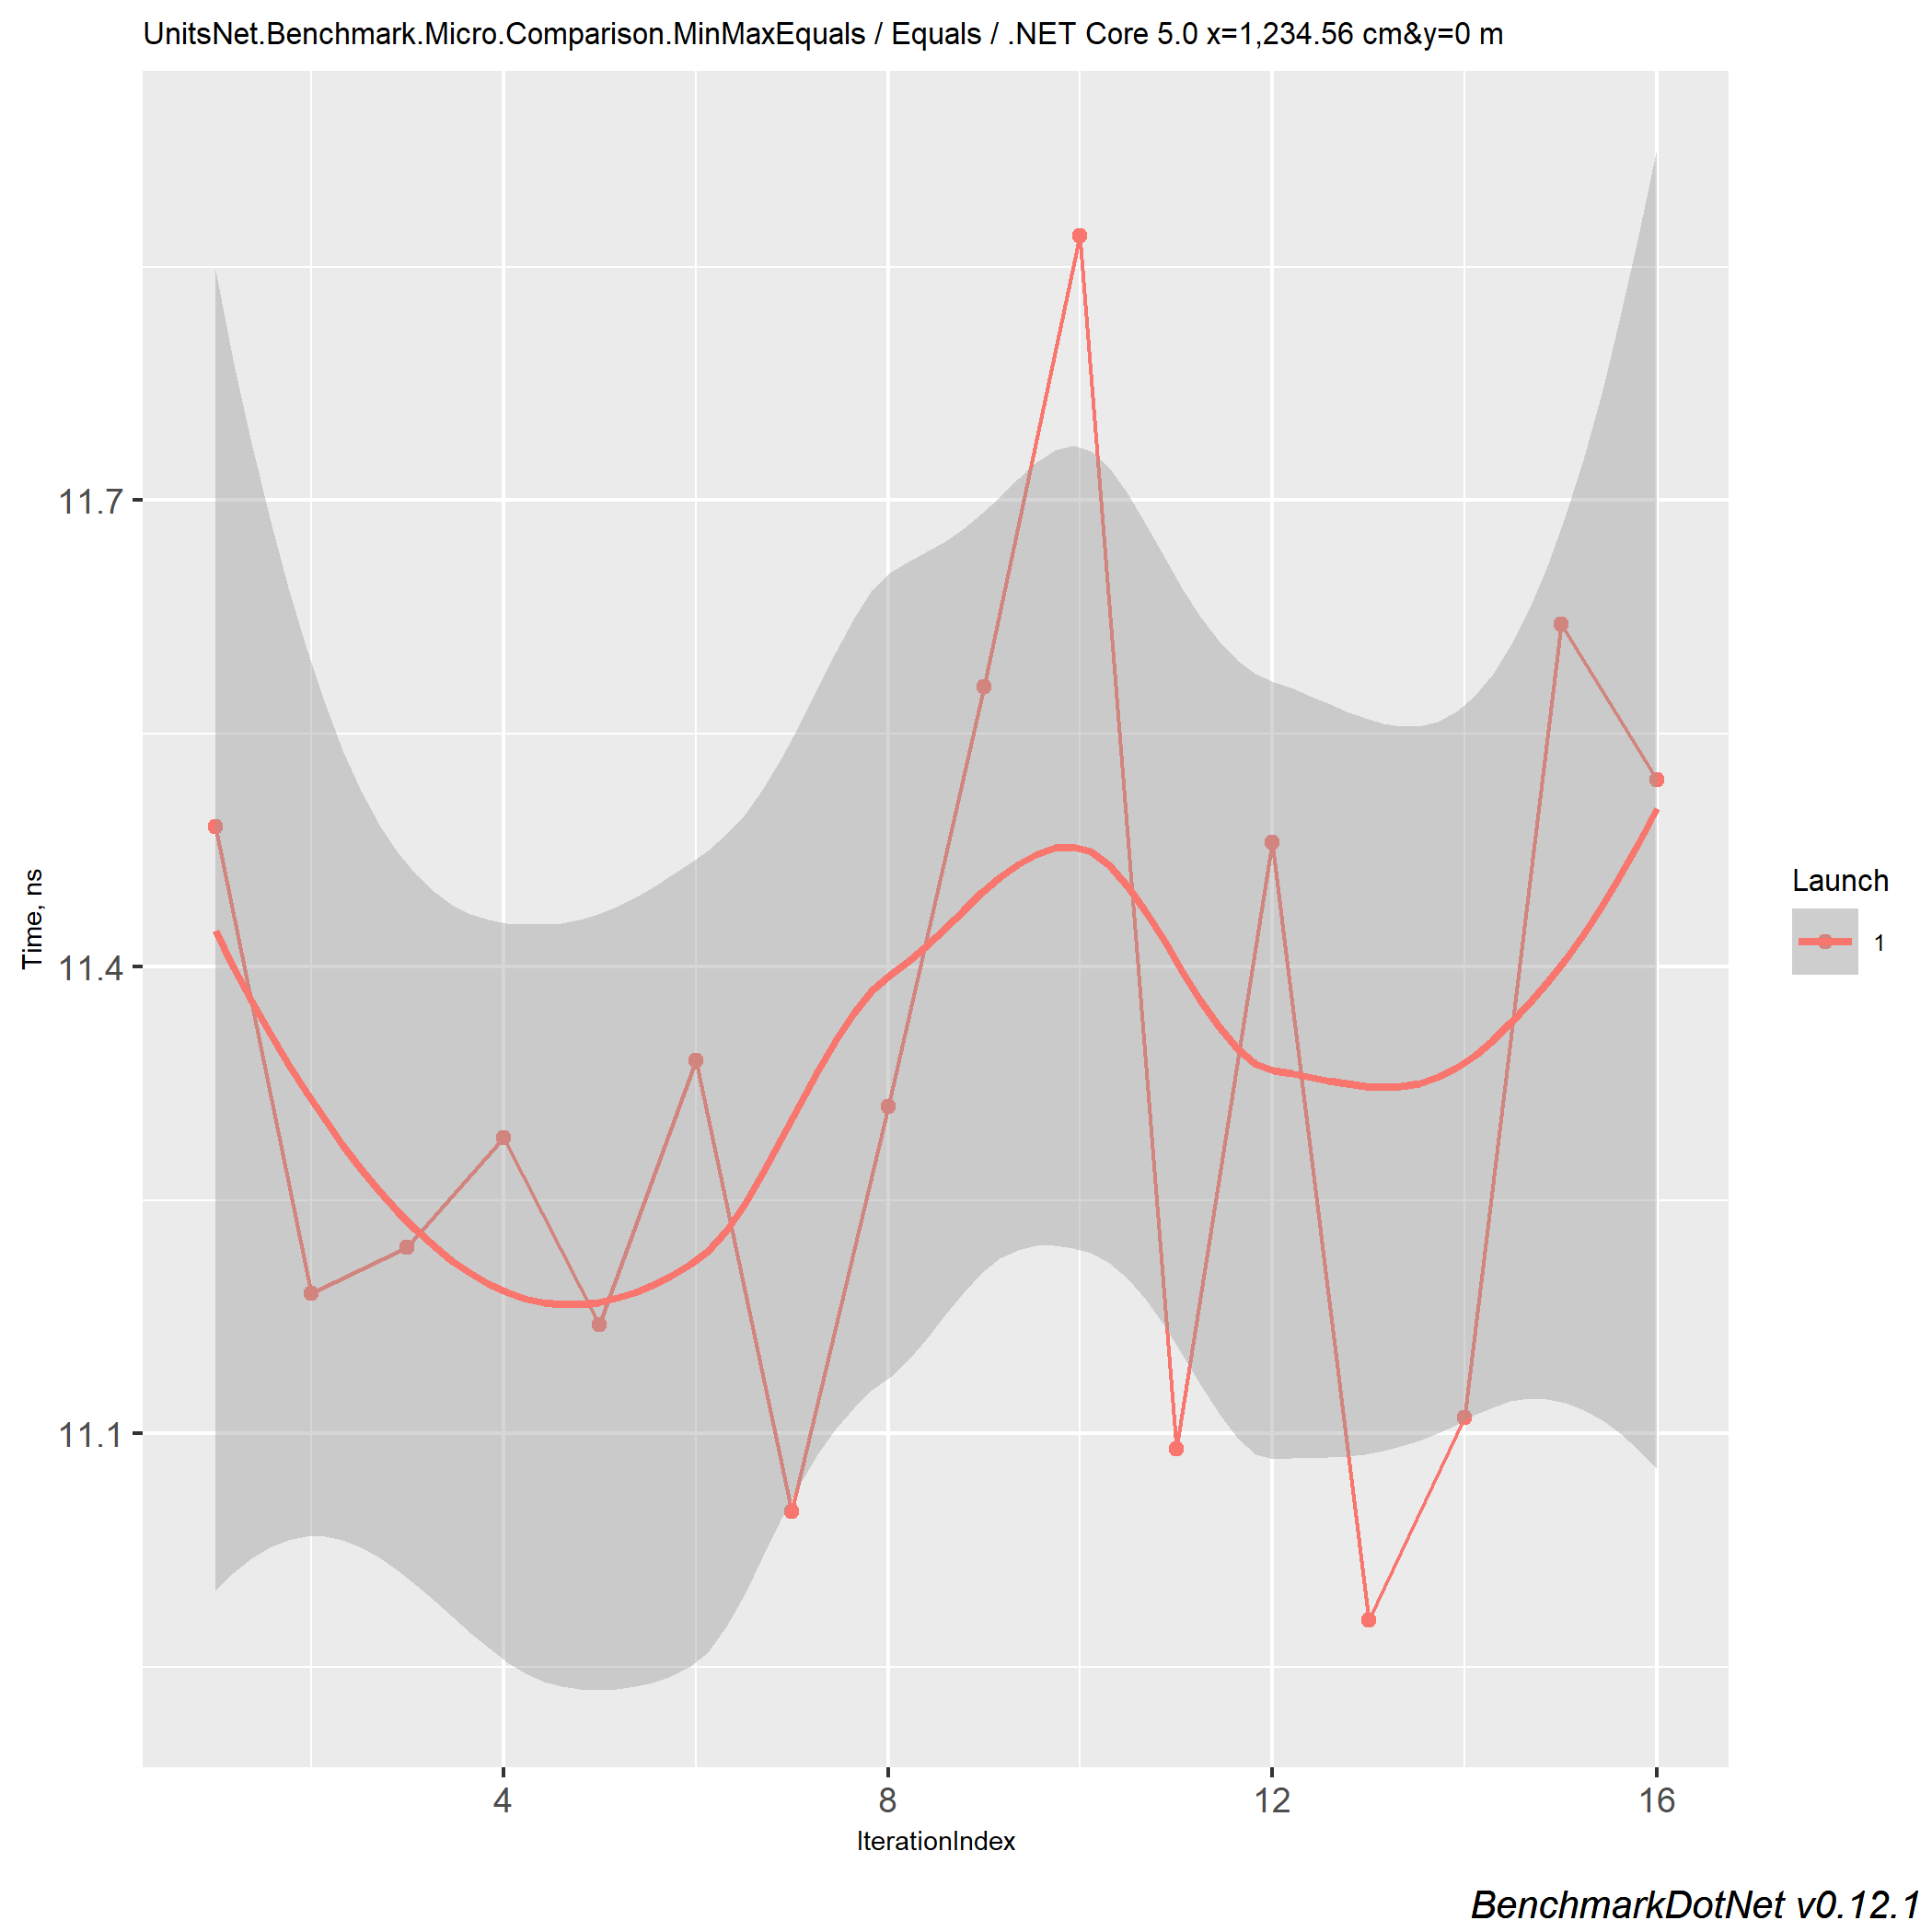 UnitsNet.Benchmark.Micro.Comparison.MinMaxEquals / Equals / .NET Core 5.0 x=1,234.56 cm&y=0 m
11.7
11.4
11.1
Time, ns
4 8 12 16
IterationIndex
Launch
1
BenchmarkDotNet v0.12.1